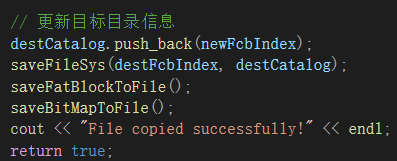 // 更新目标目录信息
destCatalog.push_back(newFcbIndex);
saveFileSys(destFcbIndex, destCatalog);
saveFatBlockToFile();
saveBitMapToFile();
cout << "File copied successfully!" << endl;
return true;